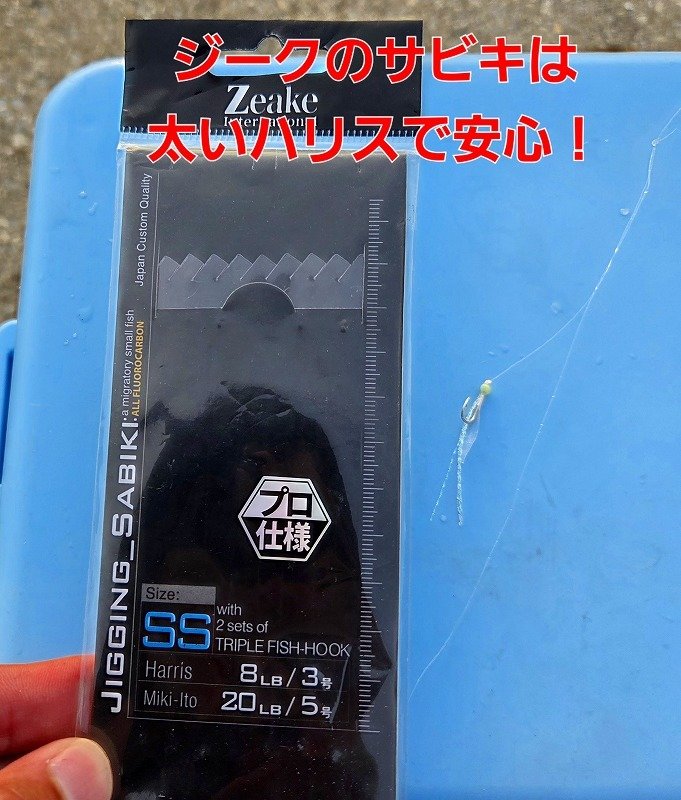 ジークのサビキは
太いハリスで安心！
Zeake
International
Japan Custom Quality
JIGGING_SABIKI:a migratory small fish
ALL FLUOROCARBON
プロ
仕様
Size:
SS
with
2 sets of
TRIPLE FISH-HOOK
Harris 8LB/3号
Miki-Ito 20LB/5号